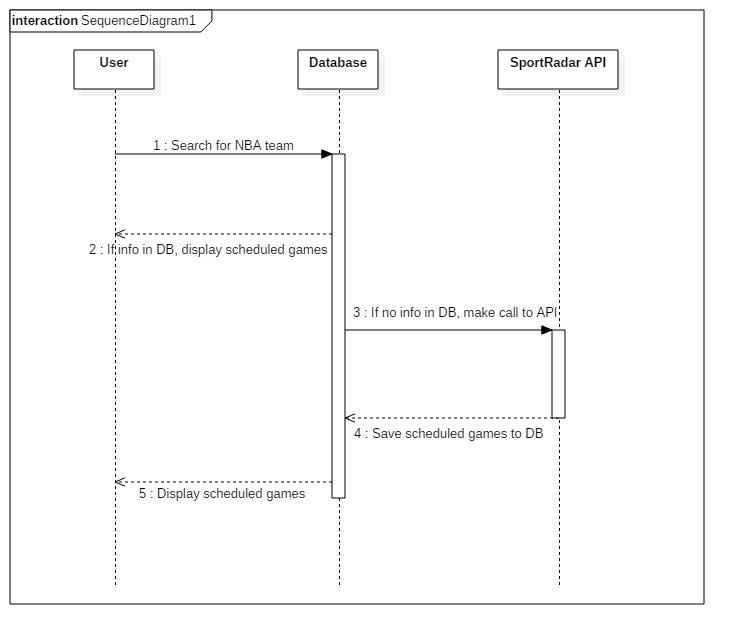 interaction SequenceDiagram1
User
Database
SportRadar API
1 : Search for NBA team
2 : If info in DB, display scheduled games
3 : If no info in DB, make call to API
4 : Save scheduled games to DB
5 : Display scheduled games